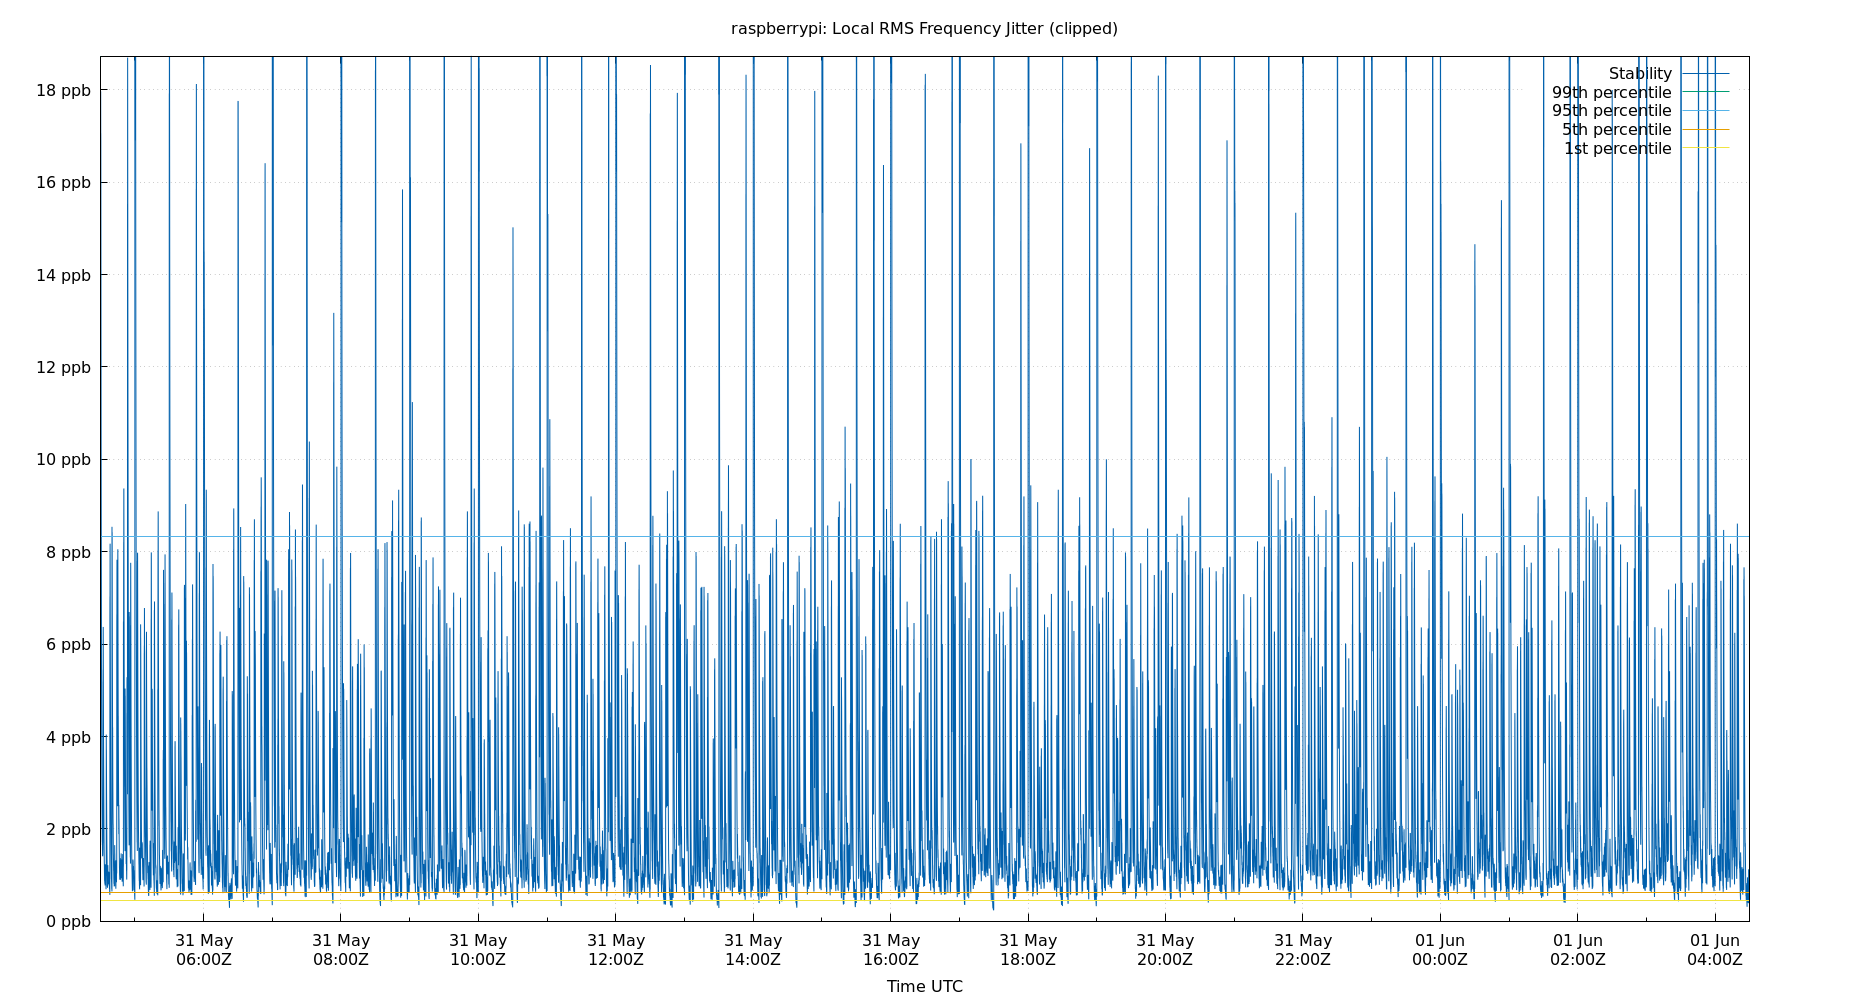 raspberrypi: Local RMS Frequency Jitter (clipped)
18 ppb
16 ppb
14 ppb
12 ppb
10 ppb
8 ppb
6 ppb
4 ppb
2 ppb
0 ppb
Stability
99th percentile
95th percentile
5th percentile
1st percentile
31 May
06:00Z
31 May
08:00Z
31 May
10:00Z
31 May
12:00Z
31 May
14:00Z
31 May
16:00Z
31 May
18:00Z
31 May
20:00Z
31 May
22:00Z
01 Jun
00:00Z
01 Jun
02:00Z
01 Jun
04:00Z
Time UTC